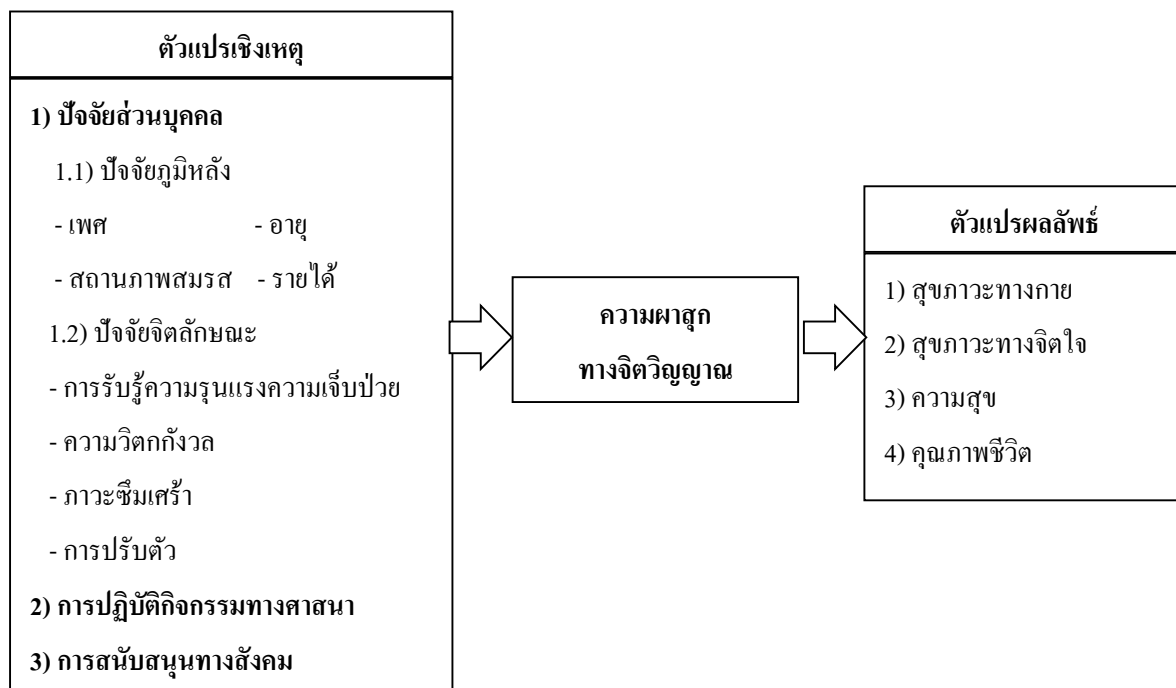 ตัวแปรเชิงเหตุ
1) ปัจจัยส่วนบุคคล
1.1) ปัจจัยภูมิหลัง
- เพศ - อายุ
- สถานภาพสมรส - รายได้
1.2) ปัจจัยจิตลักษณะ
- การรับรู้ความรุนแรงความเจ็บป่วย
- ความวิตกกังวล
- ภาวะซึมเศร้า
- การปรับตัว
2) การปฏิบัติกิจกรรมทางศาสนา
3) การสนับสนุนทางสังคม
ความผาสุก
ทางจิตวิญญาณ
ตัวแปรผลลัพธ์
1) สุขภาวะทางกาย
2) สุขภาวะทางจิตใจ
3) ความสุข
4) คุณภาพชีวิต